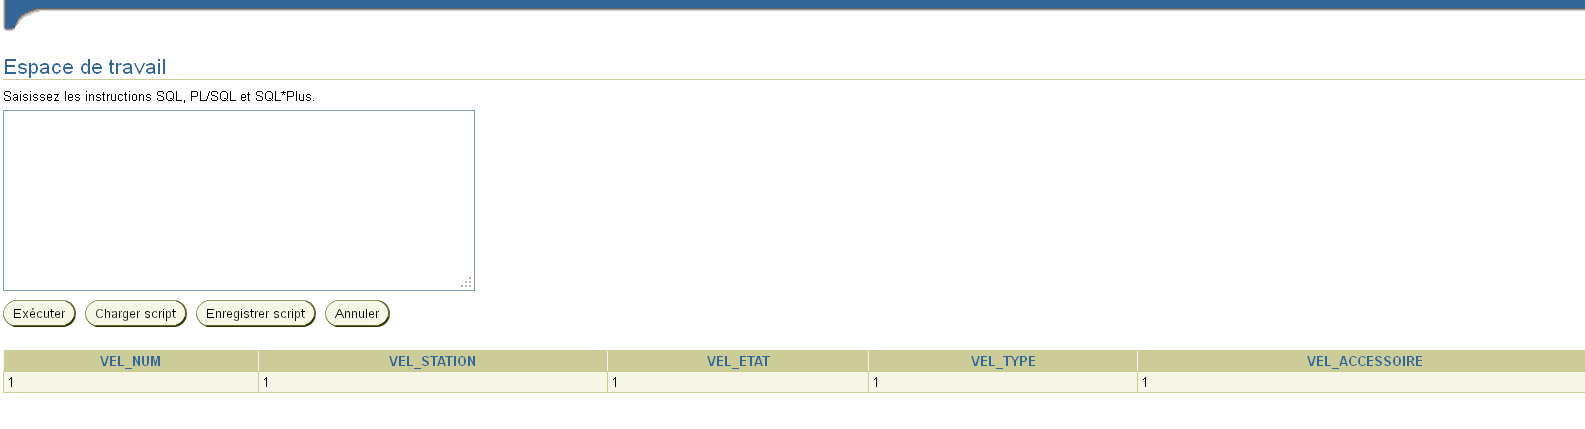 Espace de travail
Saisissez les instructions SQL, PL/SQL et SQL*Plus.
Exécuter Charger script Enregistrer script Annuler
VEL_NUM VEL_STATION VEL_ETAT VEL_TYPE VEL_ACCESSOIRE
1 1 1 1 1